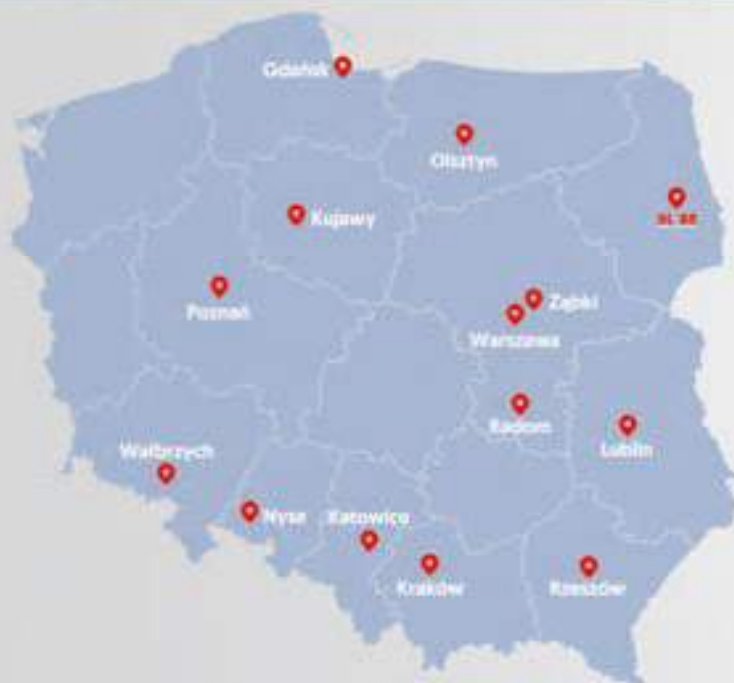 Gdańsk
Olsztyn
Kujawy
Poznań
Ząbki
Warszawa
Radom
Lublin
Wałbrzych
Nysa
Katowice
Kraków
Rzeszów